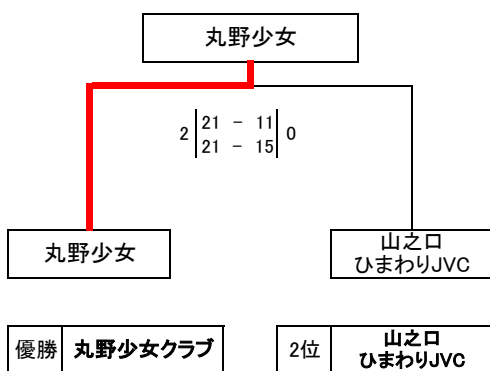 丸野少女
2 21 - 11 0
21 - 15
丸野少女
山之口
ひまわりJVC
優勝 丸野少女クラブ
2位 山之口
ひまわりJVC